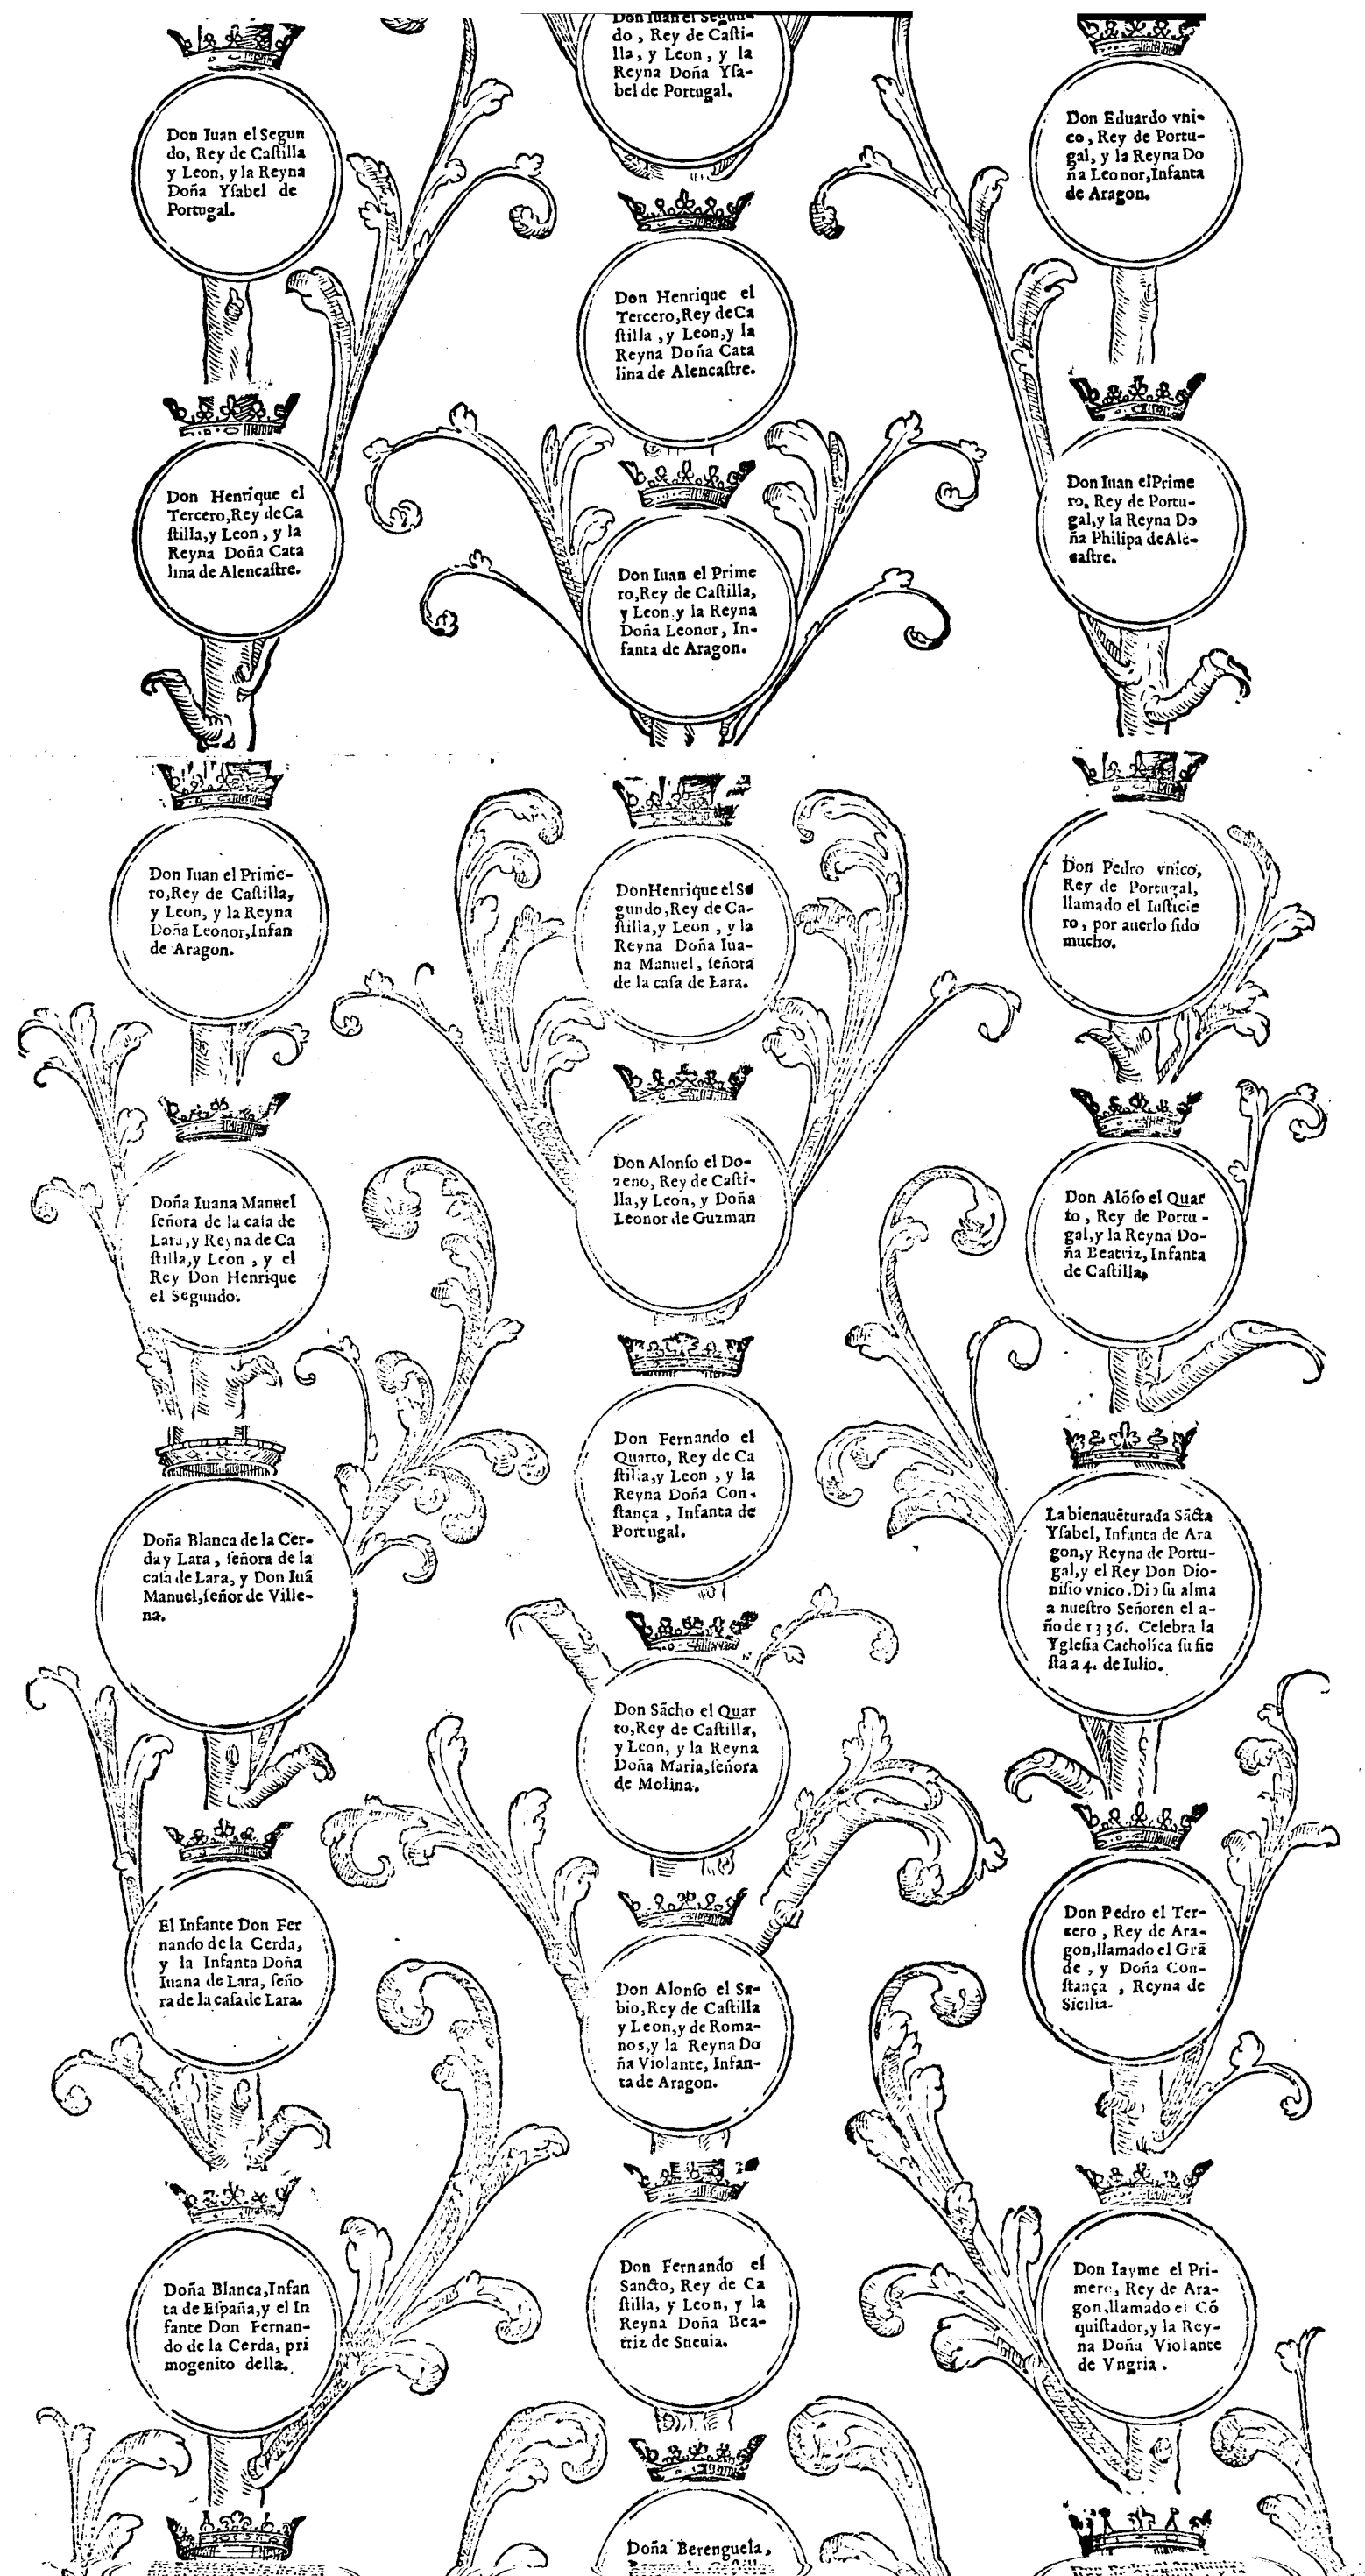 Don Iuan el Segun
do, Rey de Caſtilla
y Leon, y la Reyna
Doña Yſabel de
Portugal.
Don Henrique el
Tercero, Rey de Ca
ſtilla, y Leon, y la
Reyna Doña Cata
lina de Alencaſtre.
Don Iuan el Prime-
ro, Rey de Caſtilla,
y Leon, y la Reyna
Doña Leonor, Infan
de Aragon.
Doña Iuana Manuel
ſeñora de la caſa de
Lara, y Reyna de Ca
ſtilla, y Leon, y el
Rey Don Henrique
el Segundo.
Doña Blanca de la Cer-
da y Lara, ſeñora de la
caſa de Lara, y Don Iuã
Manuel, ſeñor de Ville-
na.
El Infante Don Fer
nando de la Cerda,
y la Infanta Doña
Iuana de Lara, ſeño
ra de la caſa de Lara.
Doña Blanca, Infan
ta de Eſpaña, y el In
fante Don Fernan-
do de la Cerda, pri
mogenito della.
Don Iuan el Segun-
do, Rey de Caſti-
lla, y Leon, y la
Reyna Doña Yſa-
bel de Portugal.
Don Henrique el
Tercero, Rey de Ca
ſtilla, y Leon, y la
Reyna Doña Cata
lina de Alencaſtre.
Don Iuan el Prime
ro, Rey de Caſtilla,
y Leon, y la Reyna
Doña Leonor, In-
fanta de Aragon.
Don Henrique el Se
gundo, Rey de Ca-
ſtilla, y Leon, y la
Reyna Doña Iua-
na Manuel, ſeñora
de la caſa de Lara.
Don Alonſo el Do-
zeno, Rey de Caſti-
lla, y Leon, y Doña
Leonor de Guzman
Don Fernando el
Quarto, Rey de Ca
ſtilla, y Leon, y la
Reyna Doña Con-
ſtança, Infanta de
Portugal.
Don Sãcho el Quar
to, Rey de Caſtilla,
y Leon, y la Reyna
Doña Maria, ſeñora
de Molina.
Don Alonſo el Sa-
bio, Rey de Caſtilla
y Leon, y de Roma-
nos, y la Reyna Do
ña Violante, Infan-
ta de Aragon.
Don Fernando el
Sancto, Rey de Ca
ſtilla, y Leon, y la
Reyna Doña Bea-
triz de Sueuia.
Doña Berenguela,
Don Eduardo vni-
co, Rey de Portu-
gal, y la Reyna Do
ña Leonor, Infanta
de Aragon.
Don Iuan el Prime
ro, Rey de Portu-
gal, y la Reyna Do
ña Philipa de Alẽ-
caſtre.
Don Pedro vnico,
Rey de Portugal,
llamado el Iuſticie
ro, por auerlo ſido
mucho.
Don Alõſo el Quar
to, Rey de Portu-
gal, y la Reyna Do-
ña Beatriz, Infanta
de Caſtilla,
La bienauẽturada Sãcta
Yſabel, Infanta de Ara
gon, y Reyna de Portu-
gal, y el Rey Don Dio-
niſio vnico. Dio ſu alma
a nueſtro Señor en el a-
ño de 1336. Celebra la
Ygleſia Catholica ſu fie
ſta a 4. de Iulio.
Don Pedro el Ter-
cero, Rey de Ara-
gon, llamado el Grã
de, y Doña Con-
ſtança, Reyna de
Sicilia.
Don Iayme el Pri-
mero, Rey de Ara-
gon, llamado el Cõ
quiſtador, y la Rey-
na Doña Violante
de Vngria.